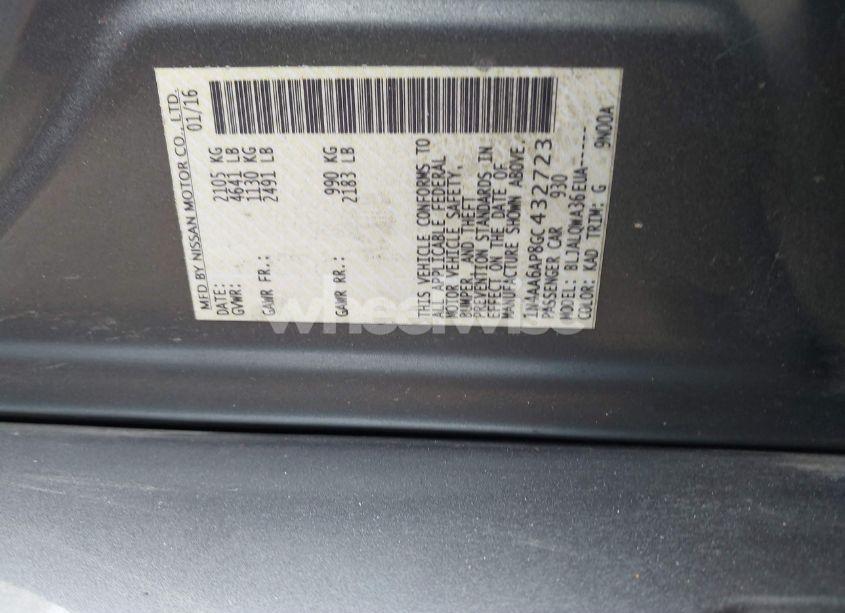 MFD BY NISSAN MOTOR CO., LTD.
DATE: 01/16
GVWR: 2105 KG
4641 LB
GAWR FR.: 1130 KG
2491 LB
GAWR RR.: 990 KG
2183 LB
THIS VEHICLE CONFORMS TO
ALL APPLICABLE FEDERAL
MOTOR VEHICLE SAFETY,
BUMPER, AND THEFT
PREVENTION STANDARDS IN
EFFECT ON THE DATE OF
MANUFACTURE SHOWN ABOVE.
1N4AA6AP8GC432723
PASSENGER CAR 930
MODEL: BLJALQWA36EUA------
COLOR: KAD TRIM: G 9N00A
wheelwise